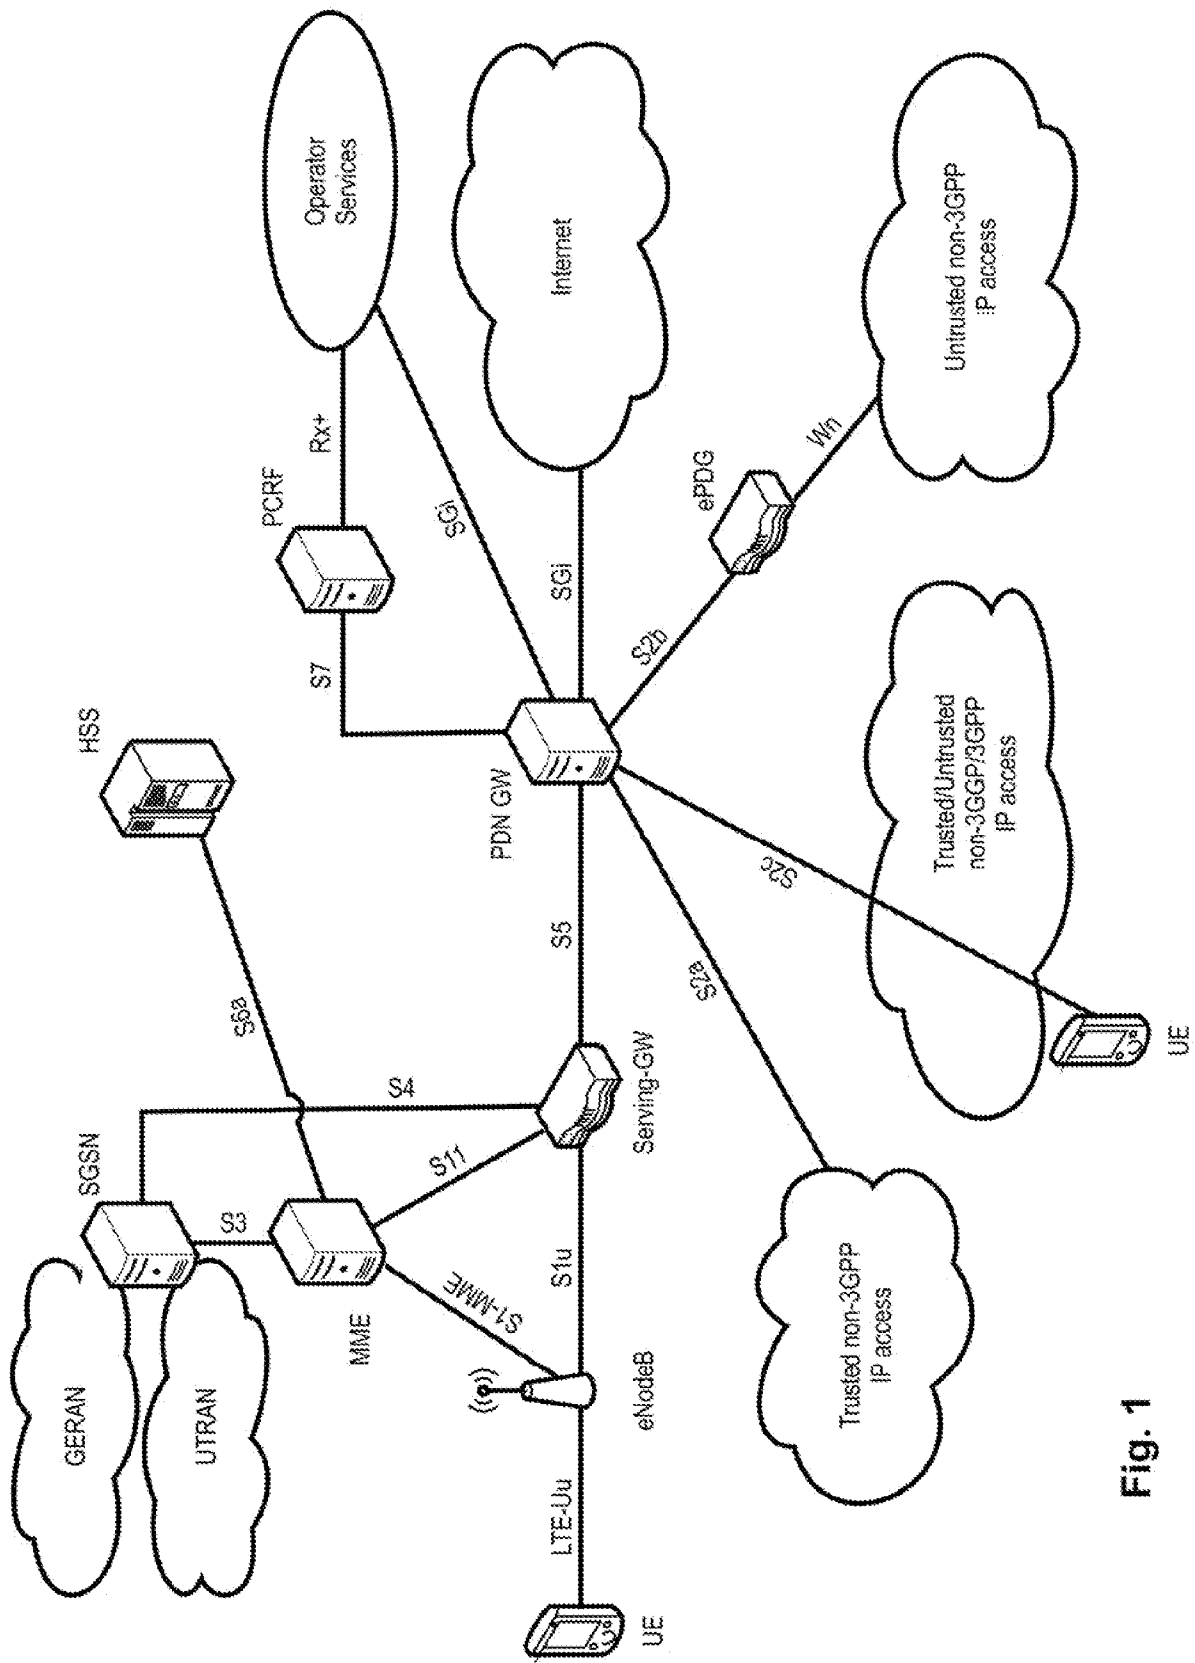 GERAN
UTRAN
SGSN
S3
MME
S4
S11
S6a
HSS
S1-MME
UE
LTE-Uu
eNodeB
S1u
Serving-GW
S5
PDN GW
S7
PCRF
Rx+
Operator
Services
SGi
SGi
Internet
S2b
ePDG
Wn
Untrusted non-3GPP
IP access
S2c
Trusted/Untrusted
non-3GGP/3GPP
IP access
UE
S2a
Trusted non-3GPP
IP access
Fig. 1